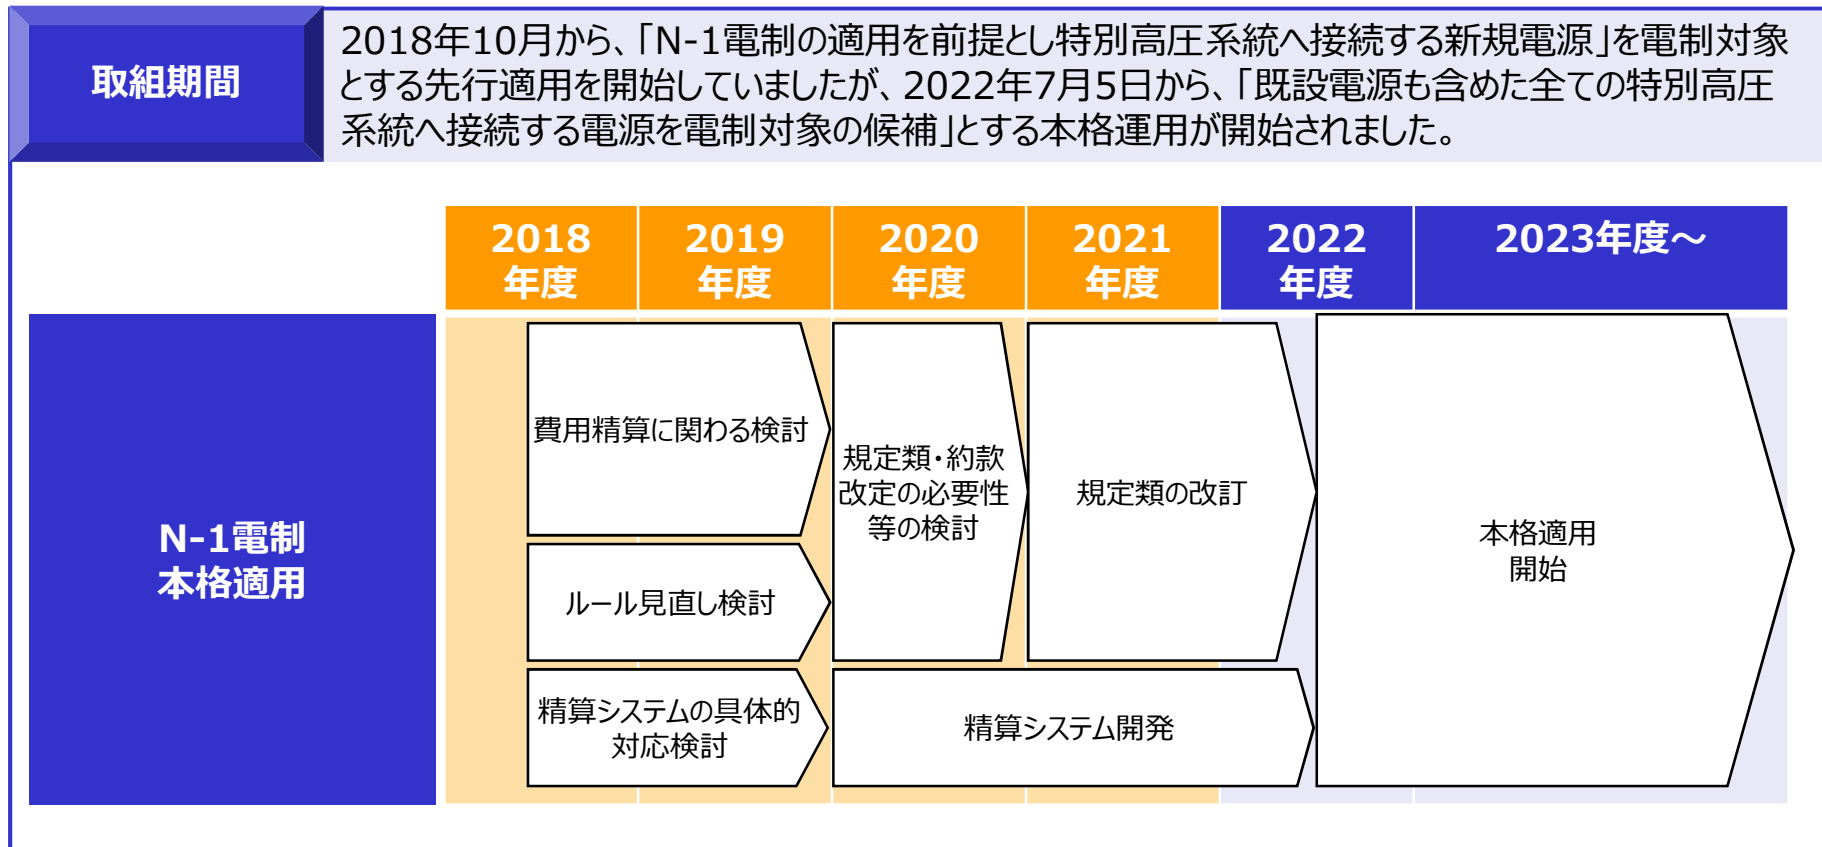 取組期間
2018年10月から、「N-1電制の適用を前提とし特別高圧系統へ接続する新規電源」を電制対象
とする先行適用を開始していましたが、2022年7月5日から、「既設電源も含めた全ての特別高圧
系統へ接続する電源を電制対象の候補」とする本格運用が開始されました。
2018
年度
2019
年度
2020
年度
2021
年度
2022
年度
2023年度～
N-1電制
本格適用
費用精算に関わる検討
ルール見直し検討
精算システムの具体的
対応検討
規定類・約款
改定の必要性
等の検討
規定類の改訂
精算システム開発
本格適用
開始